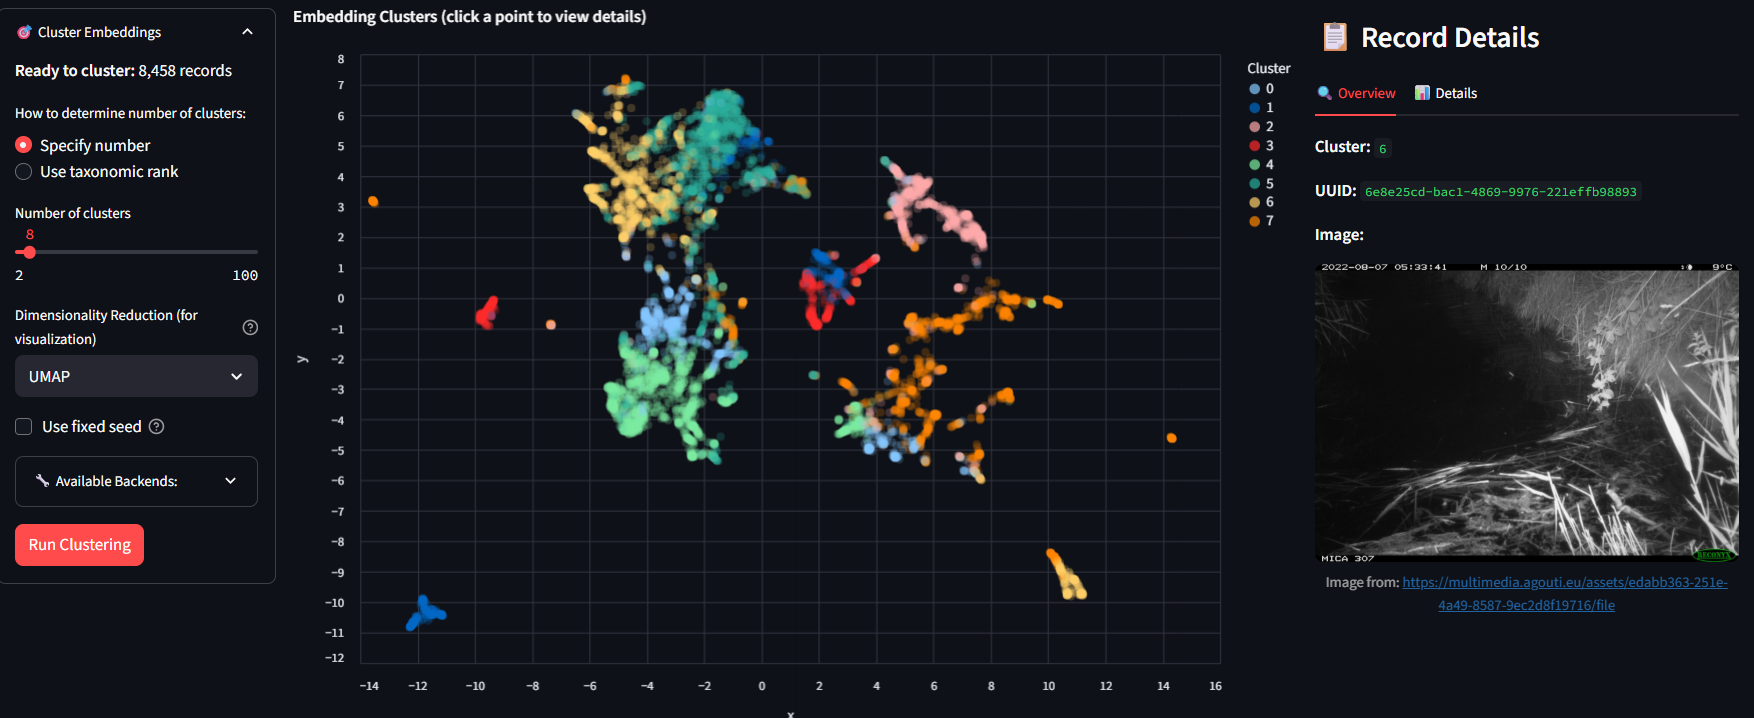 Cluster Embeddings
Ready to cluster: 8,458 records
How to determine number of clusters:
Specify number
Use taxonomic rank
Number of clusters
8
2 100
Dimensionality Reduction (for
visualization)
UMAP
Use fixed seed
Available Backends:
Run Clustering
Embedding Clusters (click a point to view details)
8
7
6
5
4
3
2
1
0
−1
−2
−3
−4
−5
−6
−7
−8
−9
−10
−11
−12
y
−14 −12 −10 −8 −6 −4 −2 0 2 4 6 8 10 12 14 16
x
Cluster
0
1
2
3
4
5
6
7
Record Details
Overview Details
Cluster: 6
UUID: 6e8e25cd-bac1-4869-9976-221effb98893
Image:
2022-08-07 05:33:41 M 10/10 9°C
MICA 307
RECONYX
Image from: https://multimedia.agouti.eu/assets/edabb363-251e-
4a49-8587-9ec2d8f19716/file